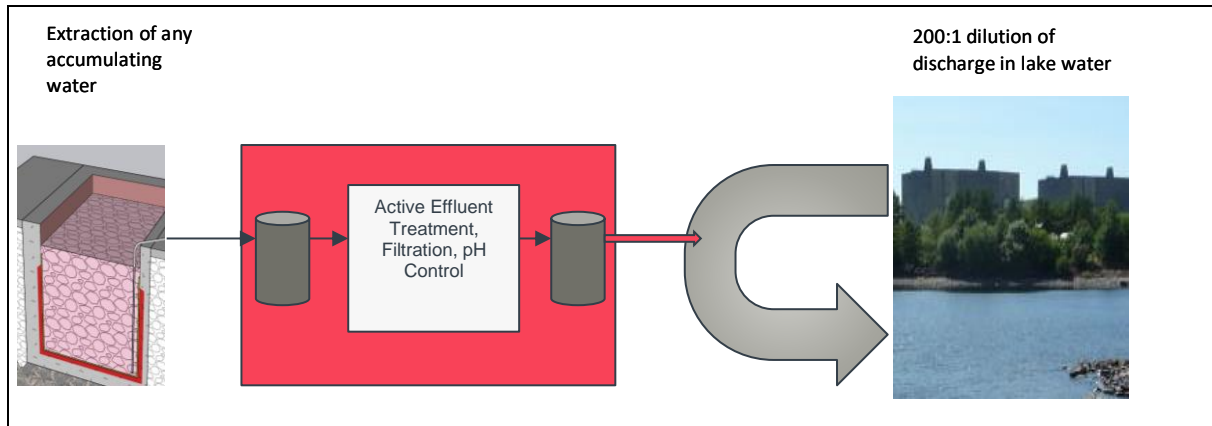 Extraction of any
accumulating
water
200:1 dilution of
discharge in lake water
Active Effluent
Treatment,
Filtration, pH
Control